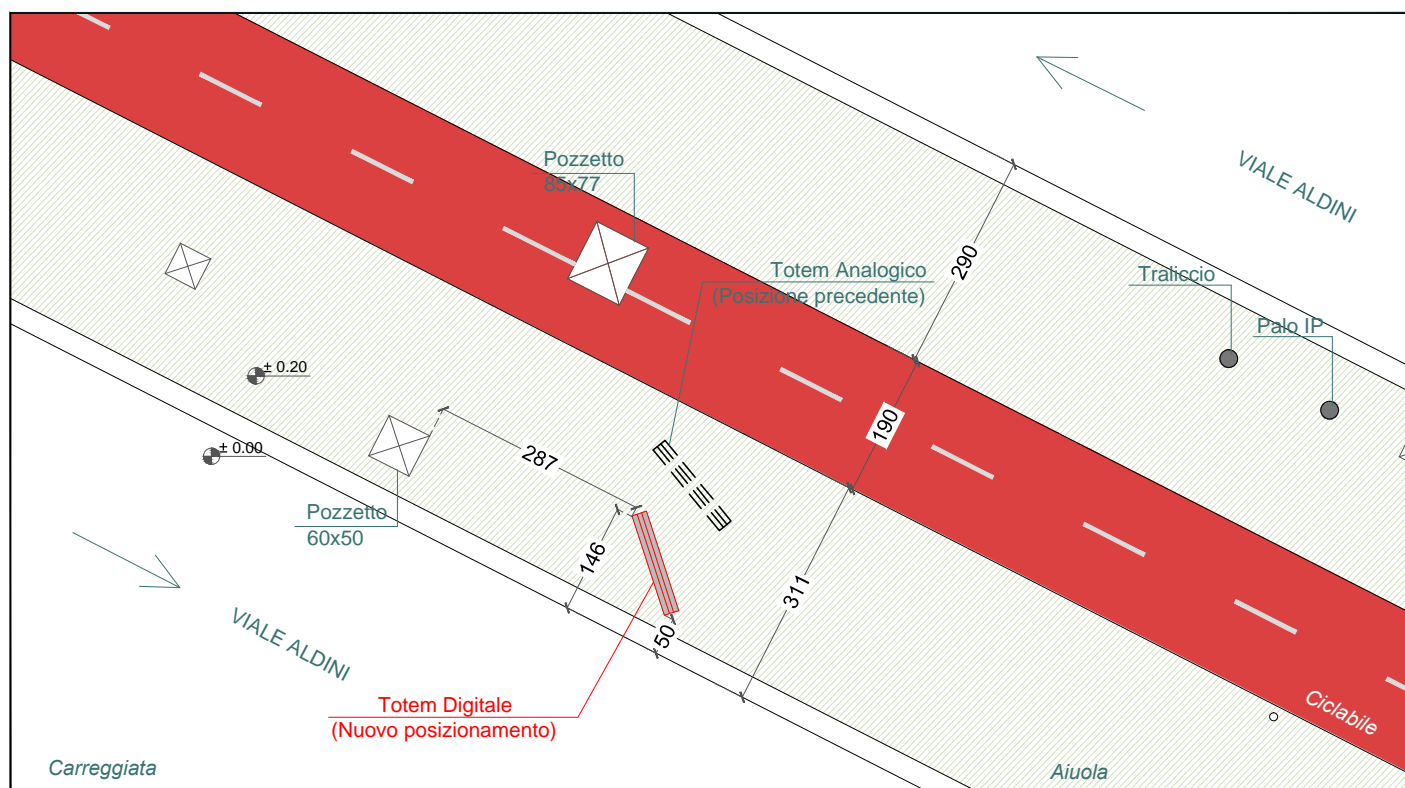 Pozzetto
85x77
VIALE ALDINI
Totem Analogico
(Posizione precedente)
290
Traliccio
Palo IP
± 0.20
190
± 0.00
287
Pozzetto
60x50
146
311
50
VIALE ALDINI
Totem Digitale
(Nuovo posizionamento)
Ciclabile
Carreggiata
Aiuola